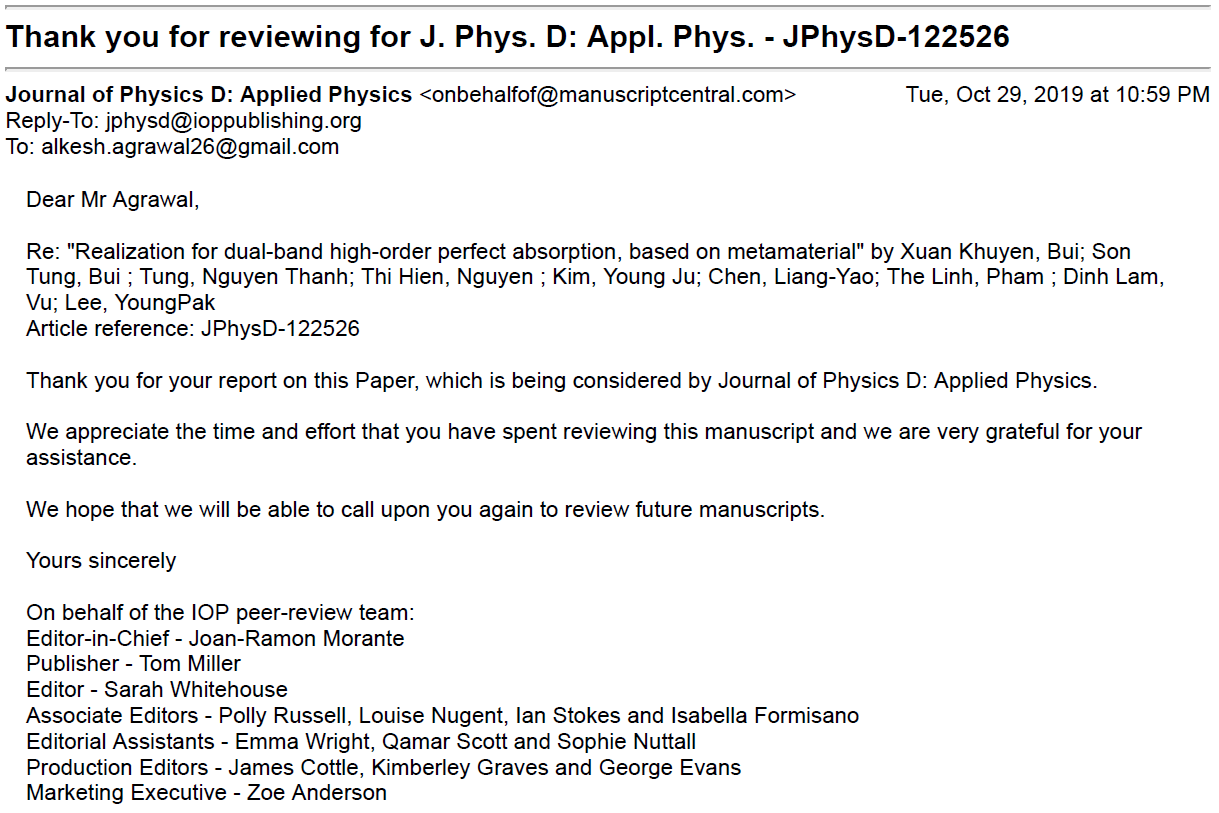 Thank you for reviewing for J. Phys. D: Appl. Phys. - JPhysD-122526
Journal of Physics D: Applied Physics <onbehalfof@manuscriptcentral.com> Tue, Oct 29, 2019 at 10:59 PM
Reply-To: jphysd@ioppublishing.org
To: alkesh.agrawal26@gmail.com
Dear Mr Agrawal,
Re: "Realization for dual-band high-order perfect absorption, based on metamaterial" by Xuan Khuyen, Bui; Son
Tung, Bui ; Tung, Nguyen Thanh; Thi Hien, Nguyen ; Kim, Young Ju; Chen, Liang-Yao; The Linh, Pham ; Dinh Lam,
Vu; Lee, YoungPak
Article reference: JPhysD-122526
Thank you for your report on this Paper, which is being considered by Journal of Physics D: Applied Physics.
We appreciate the time and effort that you have spent reviewing this manuscript and we are very grateful for your
assistance.
We hope that we will be able to call upon you again to review future manuscripts.
Yours sincerely
On behalf of the IOP peer-review team:
Editor-in-Chief - Joan-Ramon Morante
Publisher - Tom Miller
Editor - Sarah Whitehouse
Associate Editors - Polly Russell, Louise Nugent, Ian Stokes and Isabella Formisano
Editorial Assistants - Emma Wright, Qamar Scott and Sophie Nuttall
Production Editors - James Cottle, Kimberley Graves and George Evans
Marketing Executive - Zoe Anderson